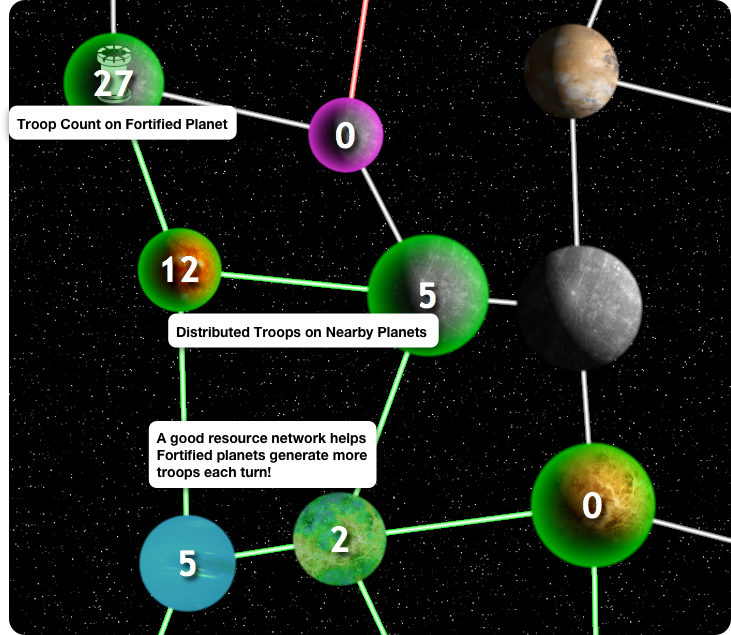 27
Troop Count on Fortified Planet
0
12
5
Distributed Troops on Nearby Planets
A good resource network helps
Fortified planets generate more
troops each turn!
0
2
5